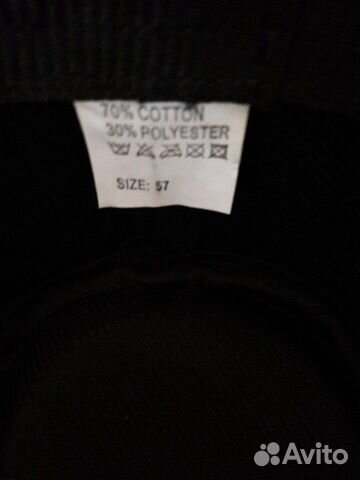 70% COTTON
30% POLYESTER
SIZE: 57
Avito